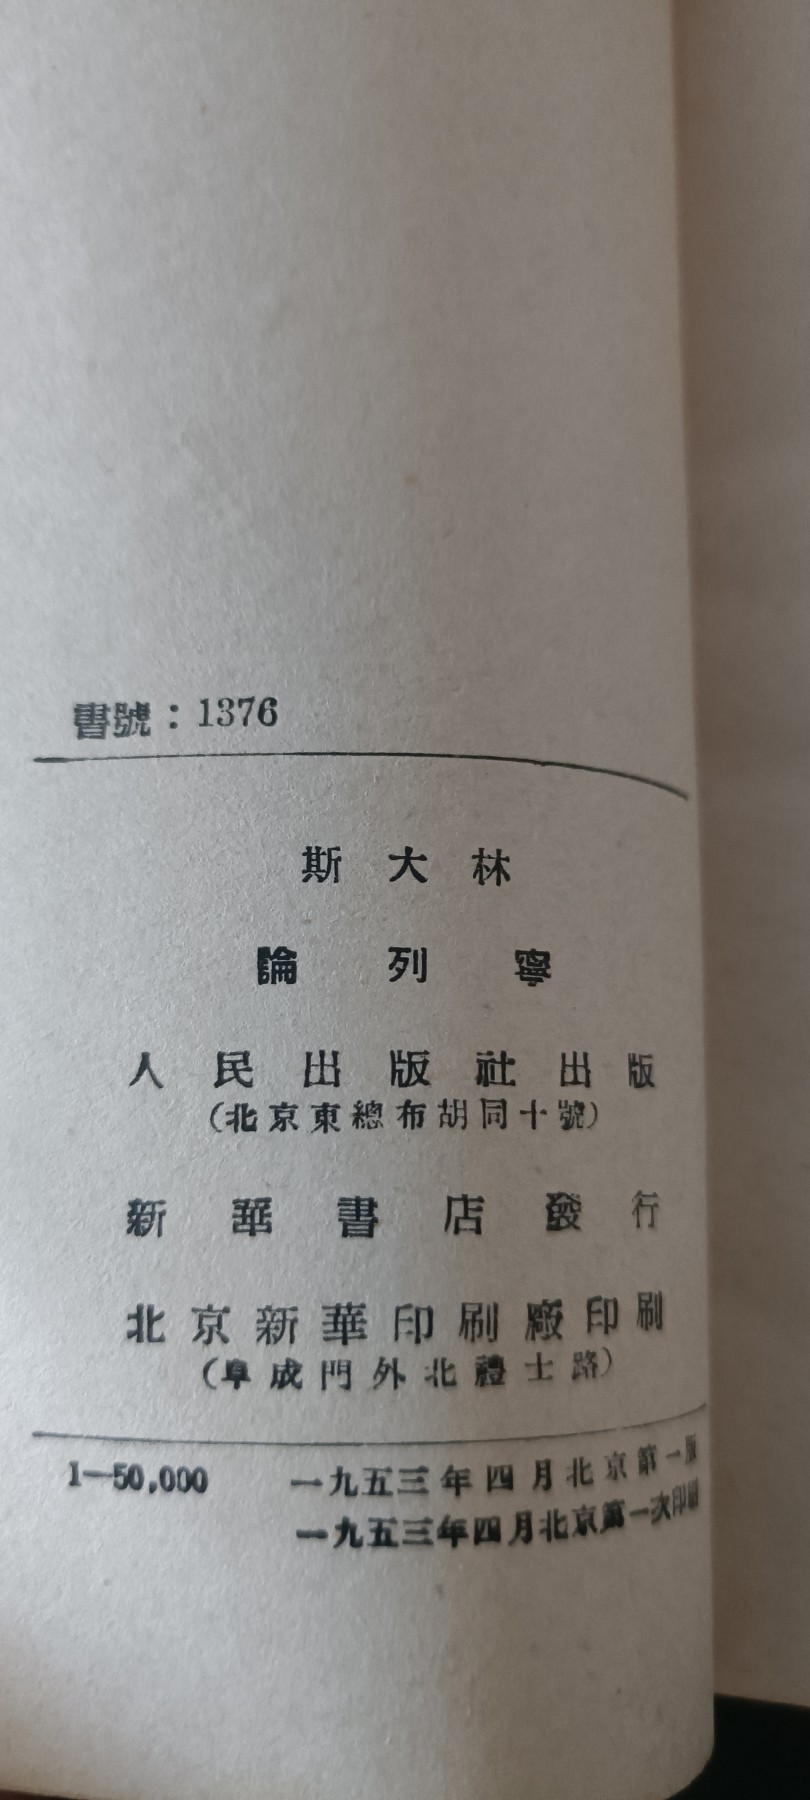 書號：1376
斯大林
論列寧
人民出版社出版
（北京東總布胡同十號）
新華書店發行
北京新華印刷廠印刷
（阜成門外北禮士路）
1—50,000 一九五三年四月北京第一版
一九五三年四月北京第一次印刷